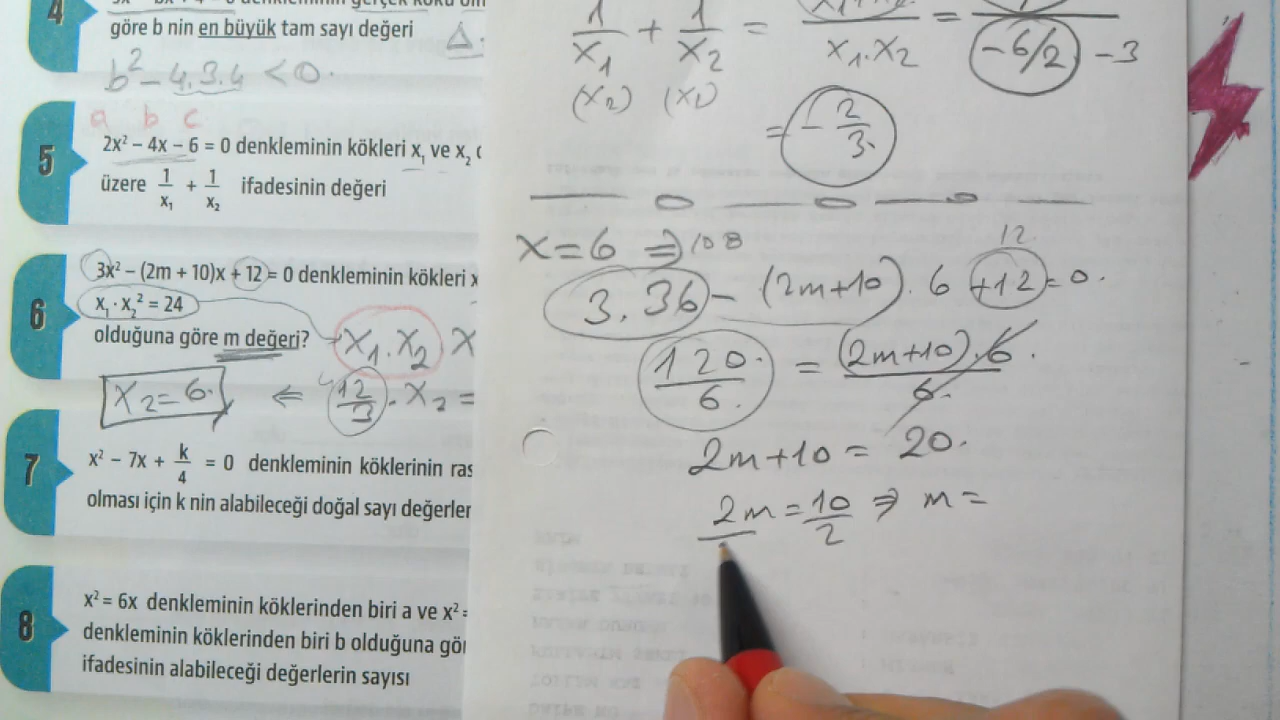 4
göre b nin en büyük tam sayı değeri
Δ.
b² – 4.3.4 < 0.
a b c
5
2x² – 4x – 6 = 0 denkleminin kökleri x₁ ve x₂
üzere 1/x₁ + 1/x₂ ifadesinin değeri
6
3x² – (2m + 10)x + 12 = 0 denkleminin kökleri x
x₁ · x₂² = 24
olduğuna göre m değeri?
x₁.x₂ x
x₂ = 6. ⇐ 12/3 . x₂ =
7
x² – 7x + k/4 = 0 denkleminin köklerinin ras
olması için k nin alabileceği doğal sayı değerler
8
x² = 6x denkleminin köklerinden biri a ve x² =
denkleminin köklerinden biri b olduğuna gö
ifadesinin alabileceği değerlerin sayısı
1/x₁ + 1/x₂ = x₁.x₂ = –6/2 –3
(x₂) (x₁)
= –2/3.
x = 6 ⇒ 108
12
3.36 – (2m+10).6 +12 = 0.
120./6. = (2m+10).6./6.
2m+10 = 20.
2m = 10/2 ⇒ m =